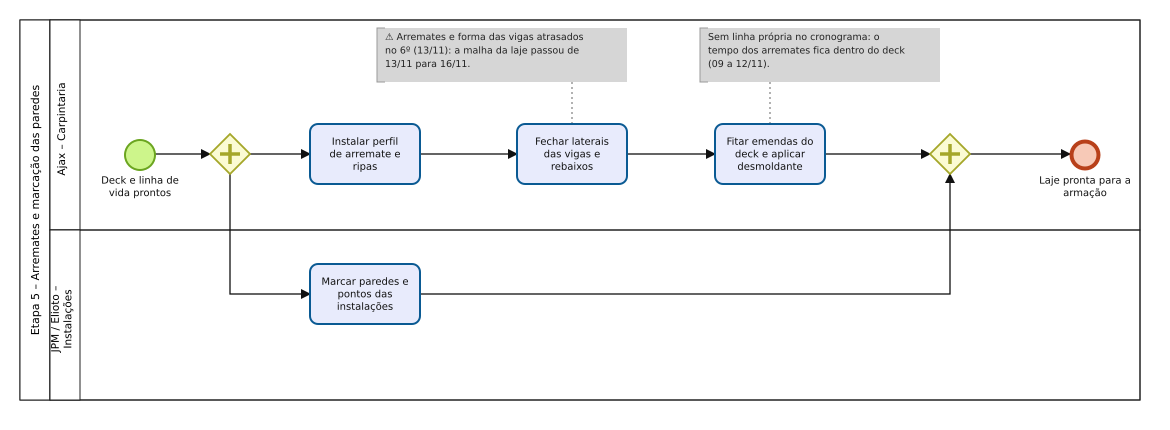 Etapa 5 – Arremates e marcação das paredes
Ajax – Carpintaria
⚠ Arremates e forma das vigas atrasados
no 6º (13/11): a malha da laje passou de
13/11 para 16/11.
Sem linha própria no cronograma: o
tempo dos arremates fica dentro do deck
(09 a 12/11).
Deck e linha de
vida prontos
Instalar perfil
de arremate e
ripas
Fechar laterais
das vigas e
rebaixos
Fitar emendas do
deck e aplicar
desmoldante
Laje pronta para a
armação
JPM / Elioto –
Instalações
Marcar paredes e
pontos das
instalações